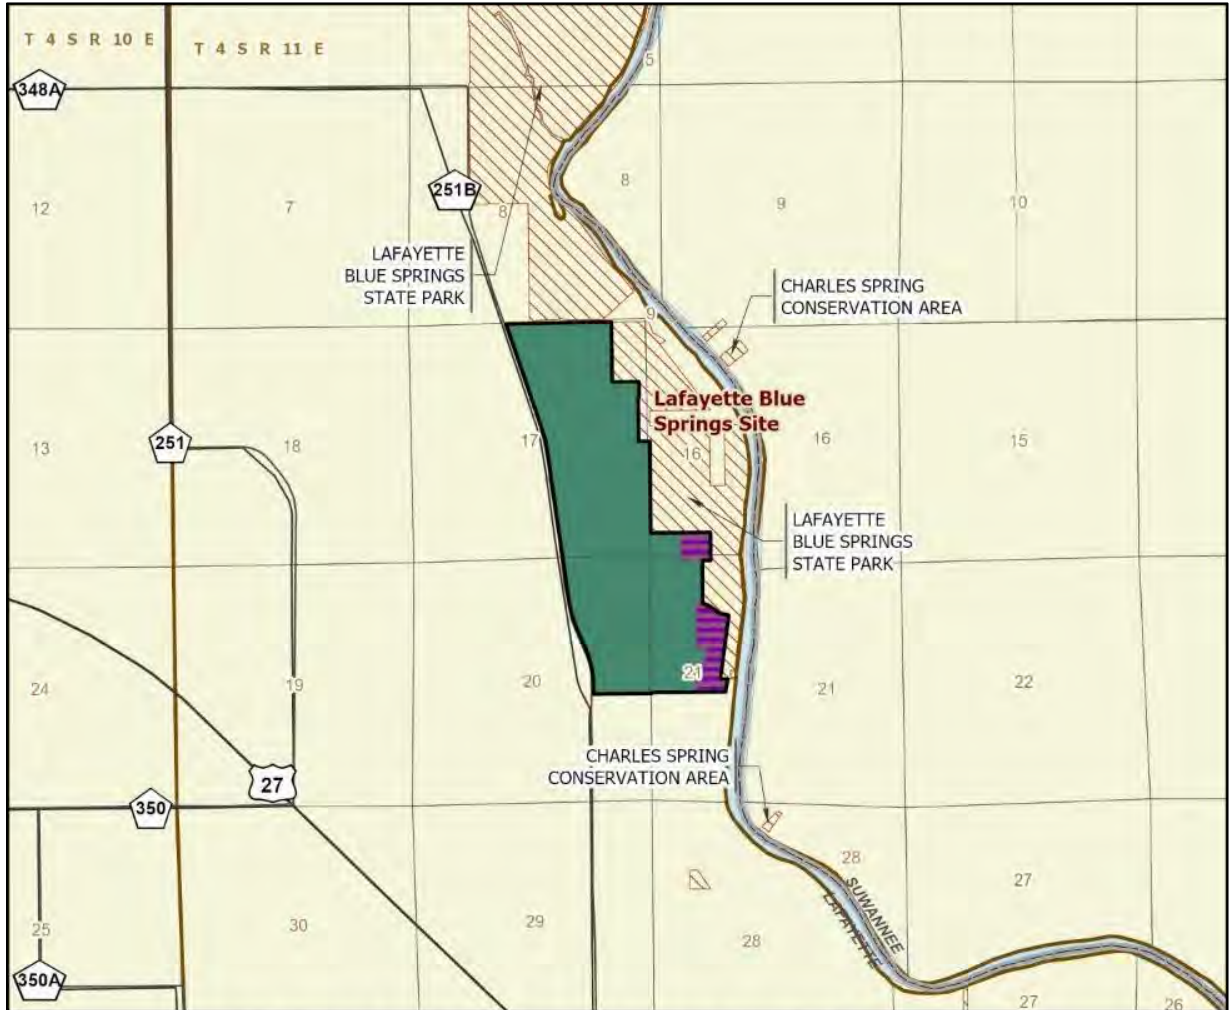 T 4 S R 10 E
T 4 S R 11 E
5
348A
251B
8
12
7
8
9
10
LAFAYETTE
BLUE SPRINGS
STATE PARK
CHARLES SPRING
CONSERVATION AREA
9
Lafayette Blue
Springs Site
251
13
18
17
16
16
15
LAFAYETTE
BLUE SPRINGS
STATE PARK
24
19
20
21
21
22
CHARLES SPRING
CONSERVATION AREA
27
350
28
27
SUWANNEE
LAFAYETTE
25
30
29
28
350A
27
26